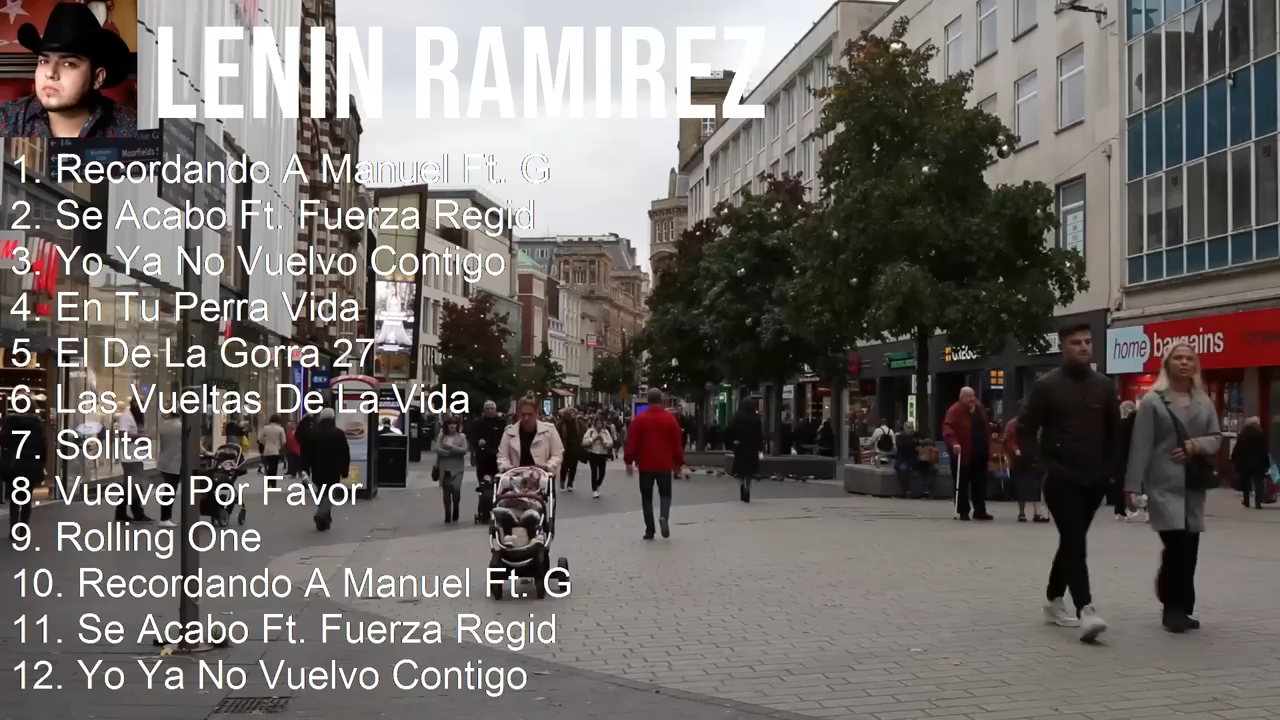 LENIN RAMIREZ
1. Recordando A Manuel Ft. G
2. Se Acabo Ft. Fuerza Regid
3. Yo Ya No Vuelvo Contigo
4. En Tu Perra Vida
5. El De La Gorra 27
6. Las Vueltas De La Vida
7. Solita
8. Vuelve Por Favor
9. Rolling One
10. Recordando A Manuel Ft. G
11. Se Acabo Ft. Fuerza Regid
12. Yo Ya No Vuelvo Contigo
Moorfields
home bargains